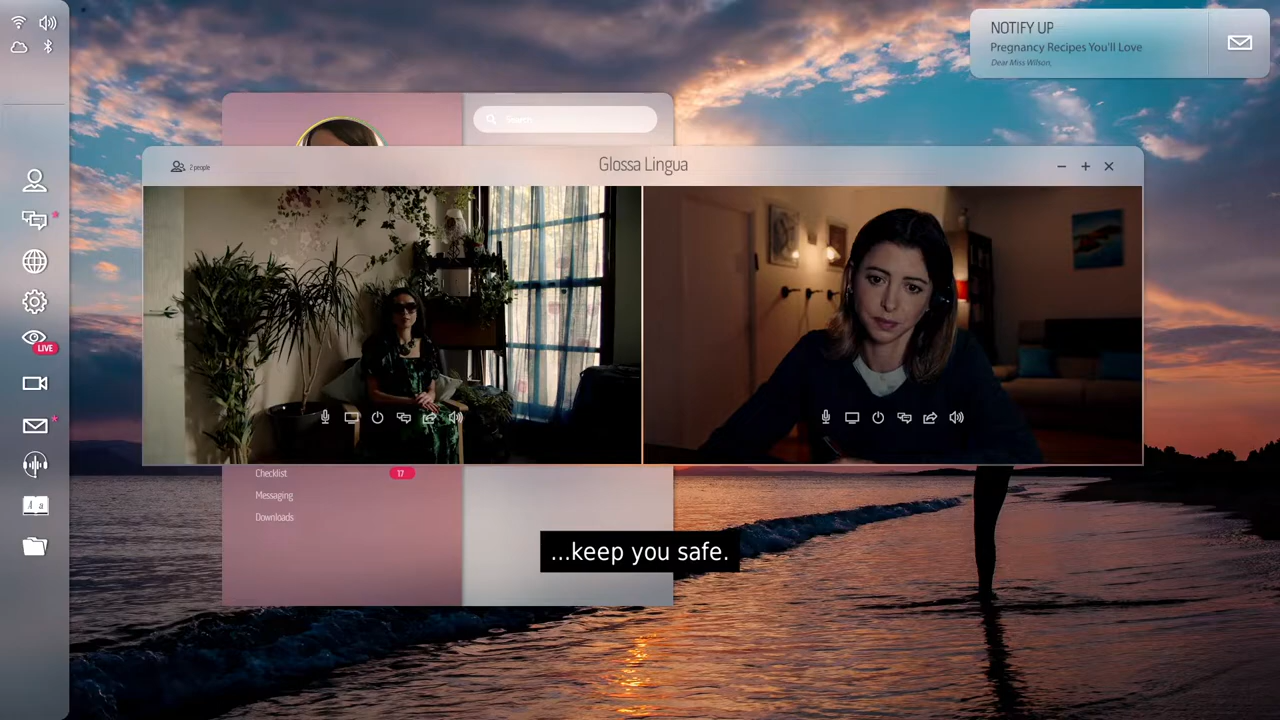 NOTIFY UP
Pregnancy Recipes You'll Love
Dear Miss Wilson,
Search
2 people
Glossa Lingua
LIVE
Checklist
17
Messaging
Downloads
A a
...keep you safe.